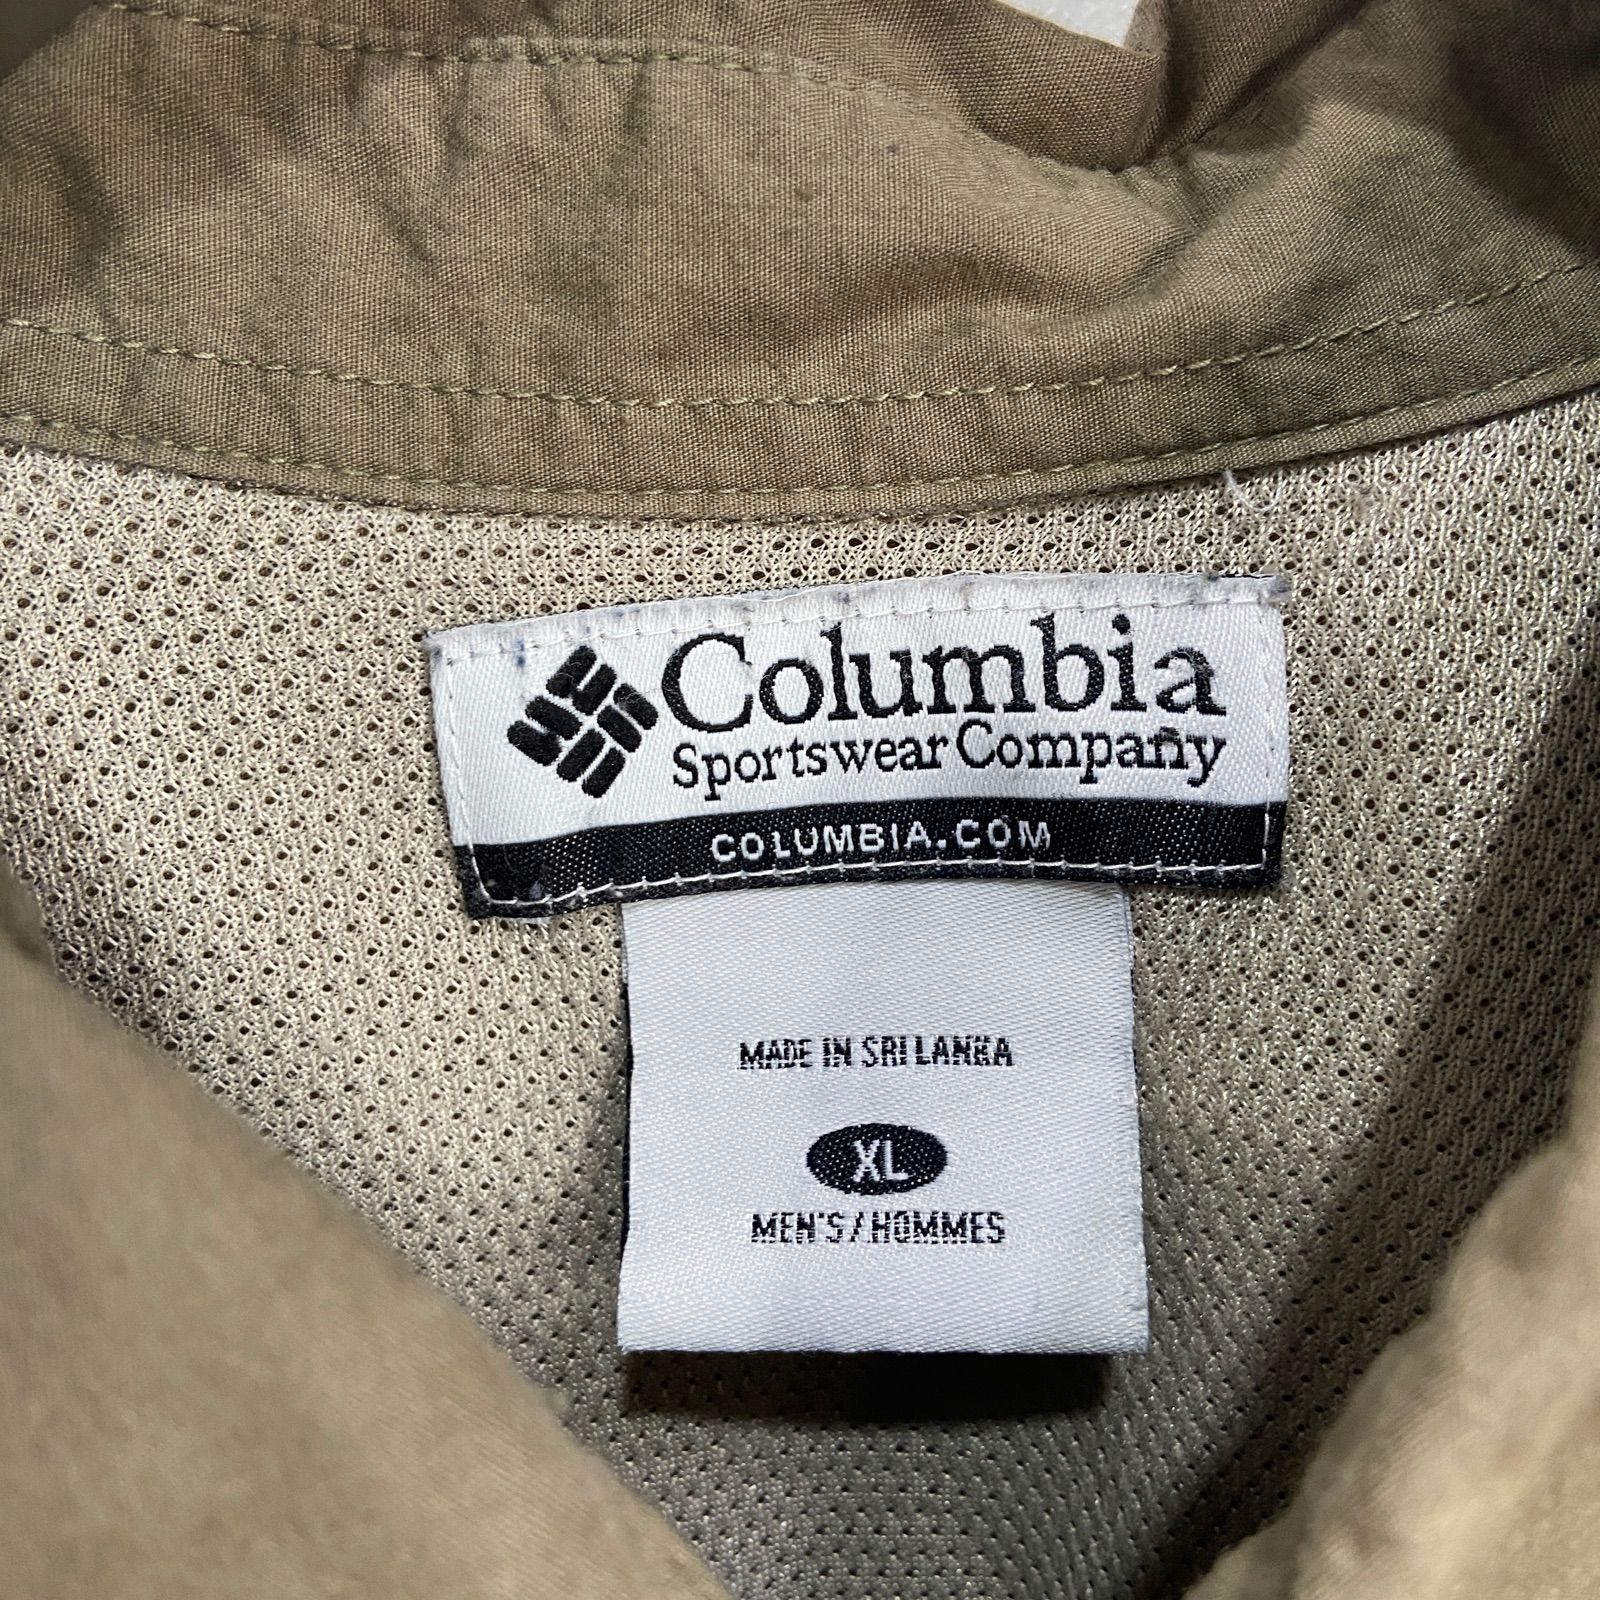 Columbia
Sportswear Company
COLUMBIA.COM
MADE IN SRI LANKA
XL
MEN'S / HOMMES